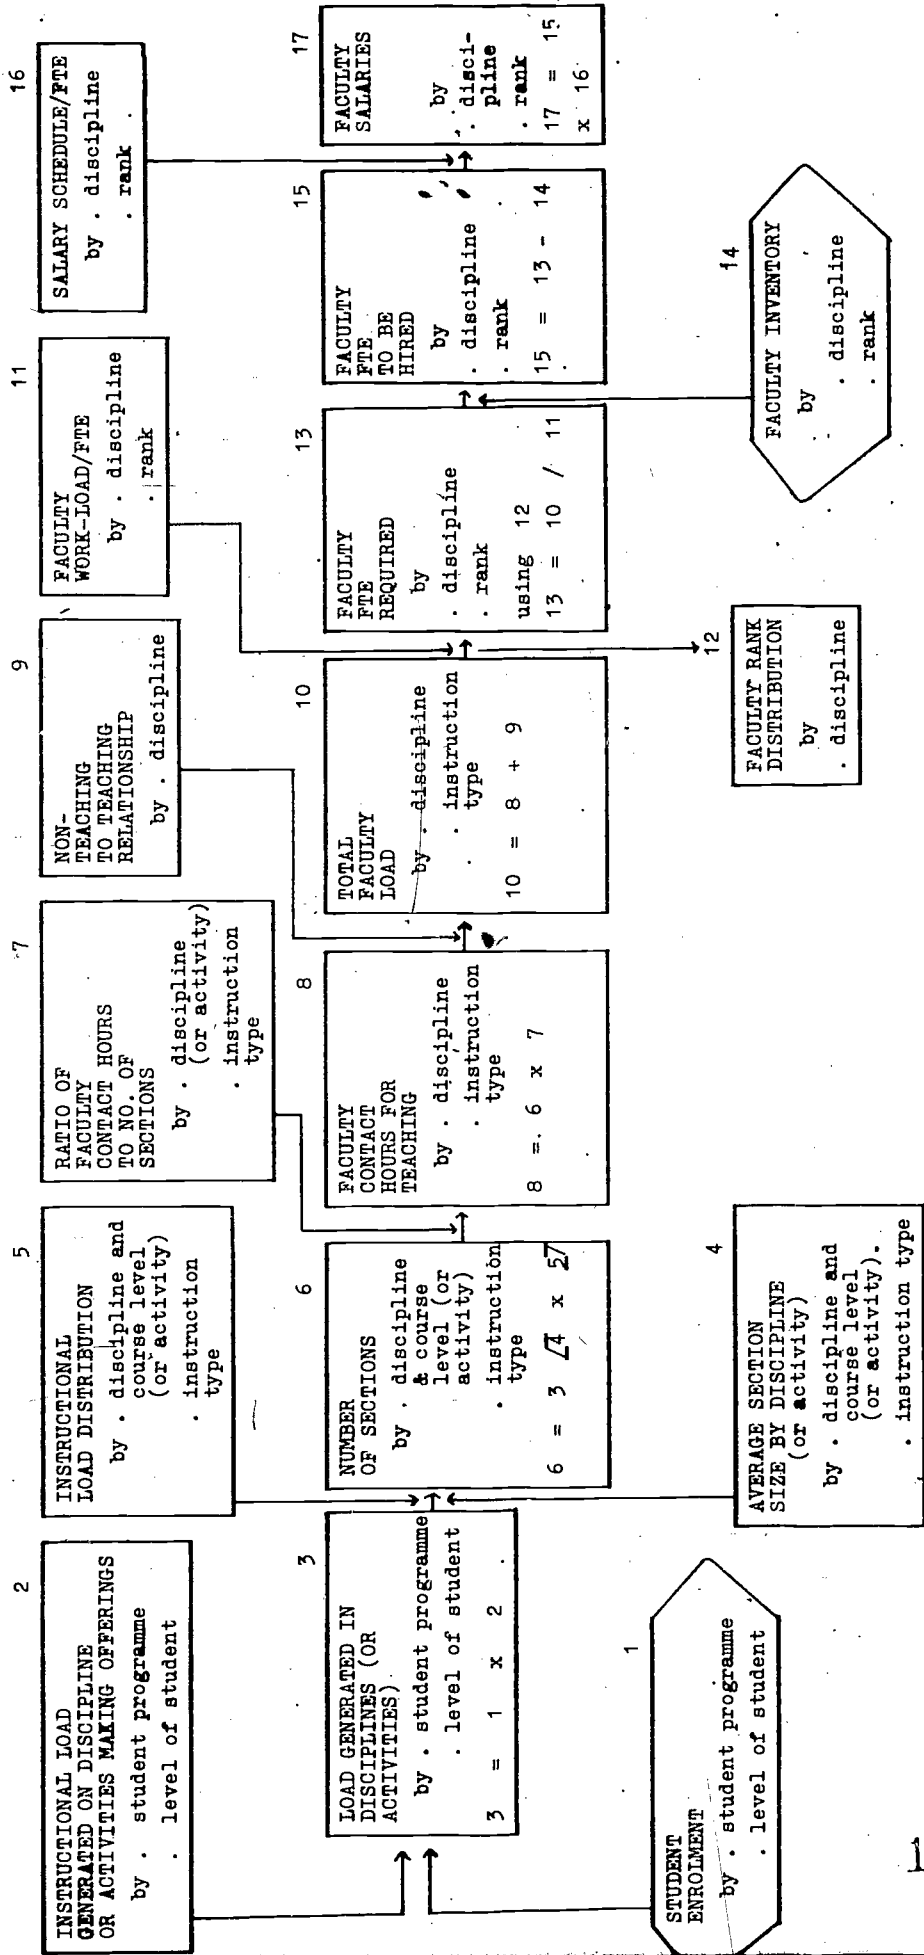 2
INSTRUCTIONAL LOAD
GENERATED ON DISCIPLINE
OR ACTIVITIES MAKING OFFERINGS
by . student programme
. level of student
5
INSTRUCTIONAL
LOAD DISTRIBUTION
by . discipline and
course level
(or activity)
. instruction
type
7
RATIO OF
FACULTY
CONTACT HOURS
TO NO. OF
SECTIONS
by . discipline
(or activity)
. instruction
type
9
NON-
TEACHING
TO TEACHING
RELATIONSHIP
by . discipline
11
FACULTY
WORK-LOAD/FTE
by . discipline
. rank
16
SALARY SCHEDULE/FTE
by . discipline
. rank .
3
LOAD GENERATED IN
DISCIPLINES (OR
ACTIVITIES)
by . student programme
. level of student
3 = 1 x 2 .
6
NUMBER
OF SECTIONS
by . discipline
& course
level (or
activity)
. instruction
type
6 = 3 /4 x 5/
8
FACULTY
CONTACT
HOURS FOR
TEACHING
by . discipline
. instruction
type
8 =. 6 x 7
10
TOTAL
FACULTY
LOAD
by . discipline
. instruction
type
10 = 8 + 9
13
FACULTY
FTE
REQUIRED
by
. discipline
. rank
using 12
13 = 10 / 11
15
FACULTY
FTE
TO BE
HIRED
by
. discipline
. rank
15 = 13 - 14
17
FACULTY
SALARIES
by
. disci-
pline
. rank
17 = 15
x 16
1
STUDENT
ENROLMENT
by . student programme
. level of student
4
AVERAGE SECTION
SIZE BY DISCIPLINE
(or activity)
by . discipline and
course level
(or activity).
. instruction type
12
FACULTY RANK
DISTRIBUTION
by
. discipline
14
FACULTY INVENTORY
by
. discipline
. rank
1